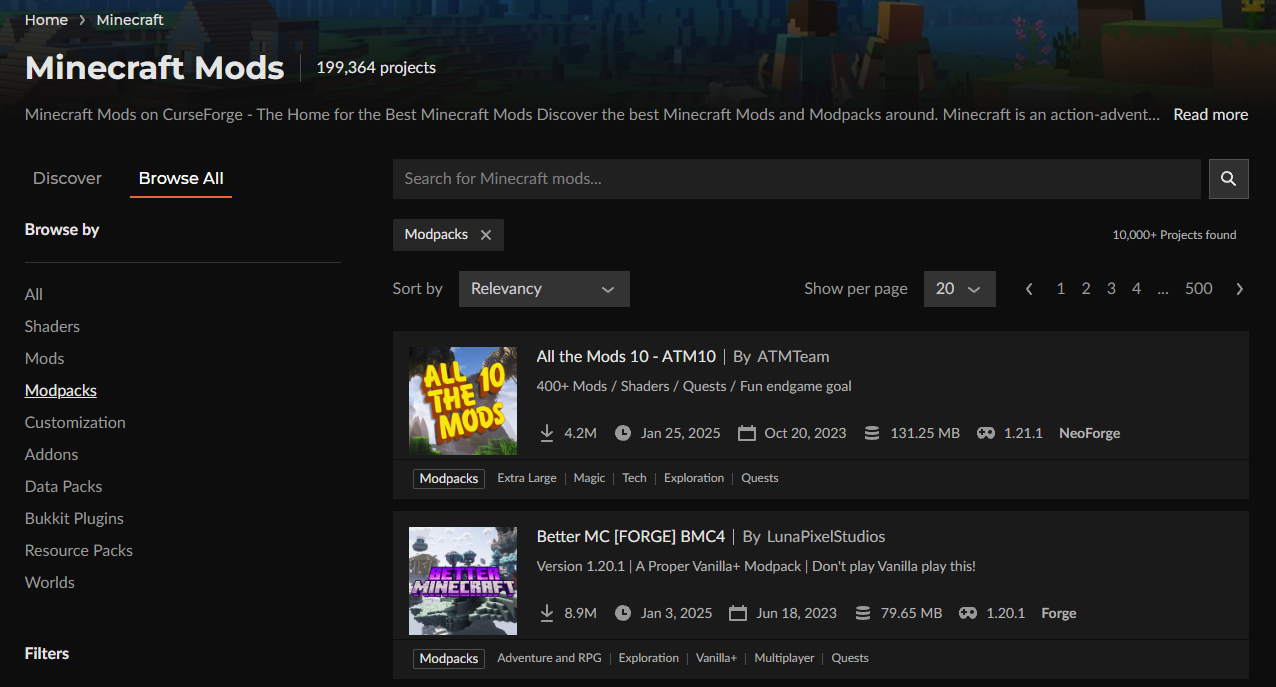 Home > Minecraft
Minecraft Mods | 199,364 projects
Minecraft Mods on CurseForge - The Home for the Best Minecraft Mods Discover the best Minecraft Mods and Modpacks around. Minecraft is an action-advent... Read more
Discover Browse All
Search for Minecraft mods...
Browse by
All
Shaders
Mods
Modpacks
Customization
Addons
Data Packs
Bukkit Plugins
Resource Packs
Worlds
Filters
Modpacks
10,000+ Projects found
Sort by Relevancy Show per page 20 1 2 3 4 ... 500
ALL
THE 10
MODS
All the Mods 10 - ATM10 | By ATMTeam
400+ Mods / Shaders / Quests / Fun endgame goal
4.2M Jan 25, 2025 Oct 20, 2023 131.25 MB 1.21.1 NeoForge
Modpacks Extra Large | Magic | Tech | Exploration | Quests
BETTER
MINECRAFT
Better MC [FORGE] BMC4 | By LunaPixelStudios
Version 1.20.1 | A Proper Vanilla+ Modpack | Don't play Vanilla play this!
8.9M Jan 3, 2025 Jun 18, 2023 79.65 MB 1.20.1 Forge
Modpacks Adventure and RPG | Exploration | Vanilla+ | Multiplayer | Quests